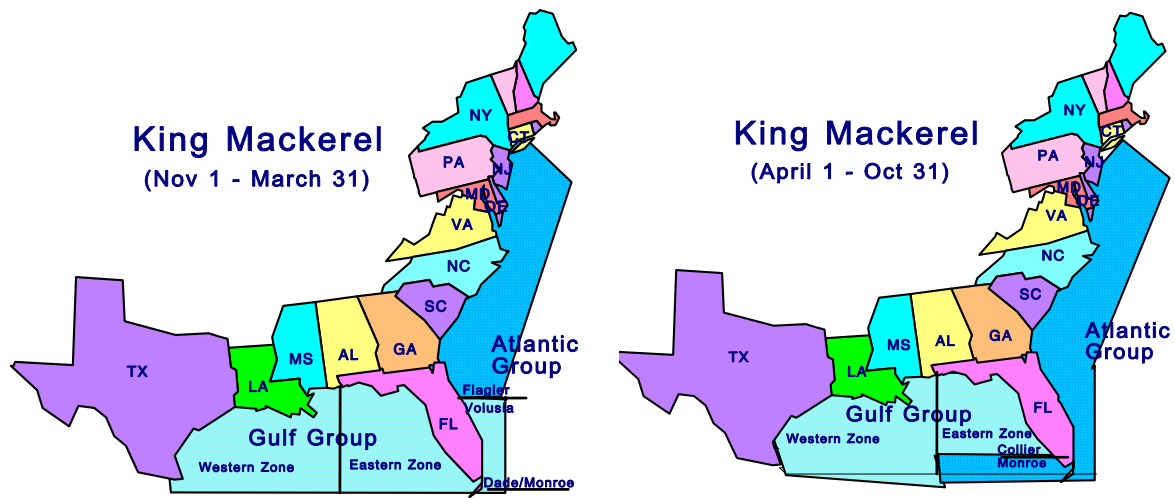 King Mackerel
(Nov 1 - March 31)
NY
CT
PA
NJ
MD
DE
VA
NC
SC
MS
AL
GA
TX
LA
FL
Atlantic
Group
Flagler
Volusia
Gulf Group
Western Zone
Eastern Zone
Dade/Monroe
King Mackerel
(April 1 - Oct 31)
NY
CT
PA
NJ
MD
DE
VA
NC
SC
MS
AL
GA
TX
LA
FL
Atlantic
Group
Gulf Group
Western Zone
Eastern Zone
Collier
Monroe